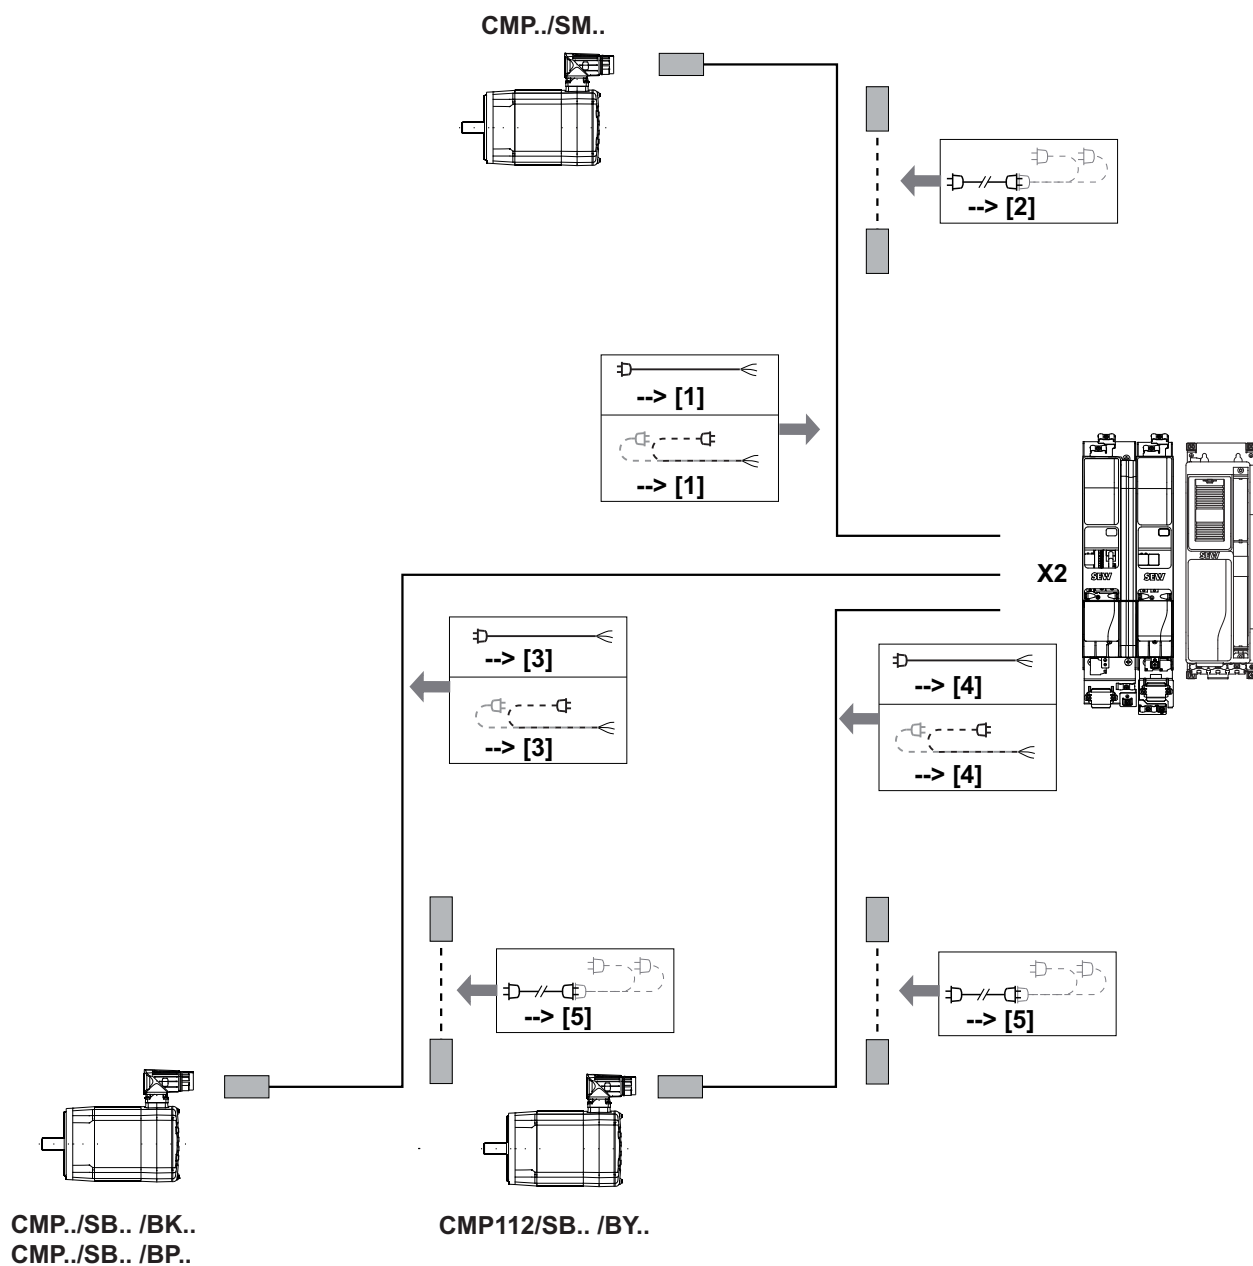 CMP../SM..
--> [2]
--> [1]
--> [1]
X2
SEW
SEW
SEW
--> [3]
--> [3]
--> [4]
--> [4]
--> [5]
--> [5]
CMP../SB.. /BK..
CMP../SB.. /BP..
CMP112/SB.. /BY..